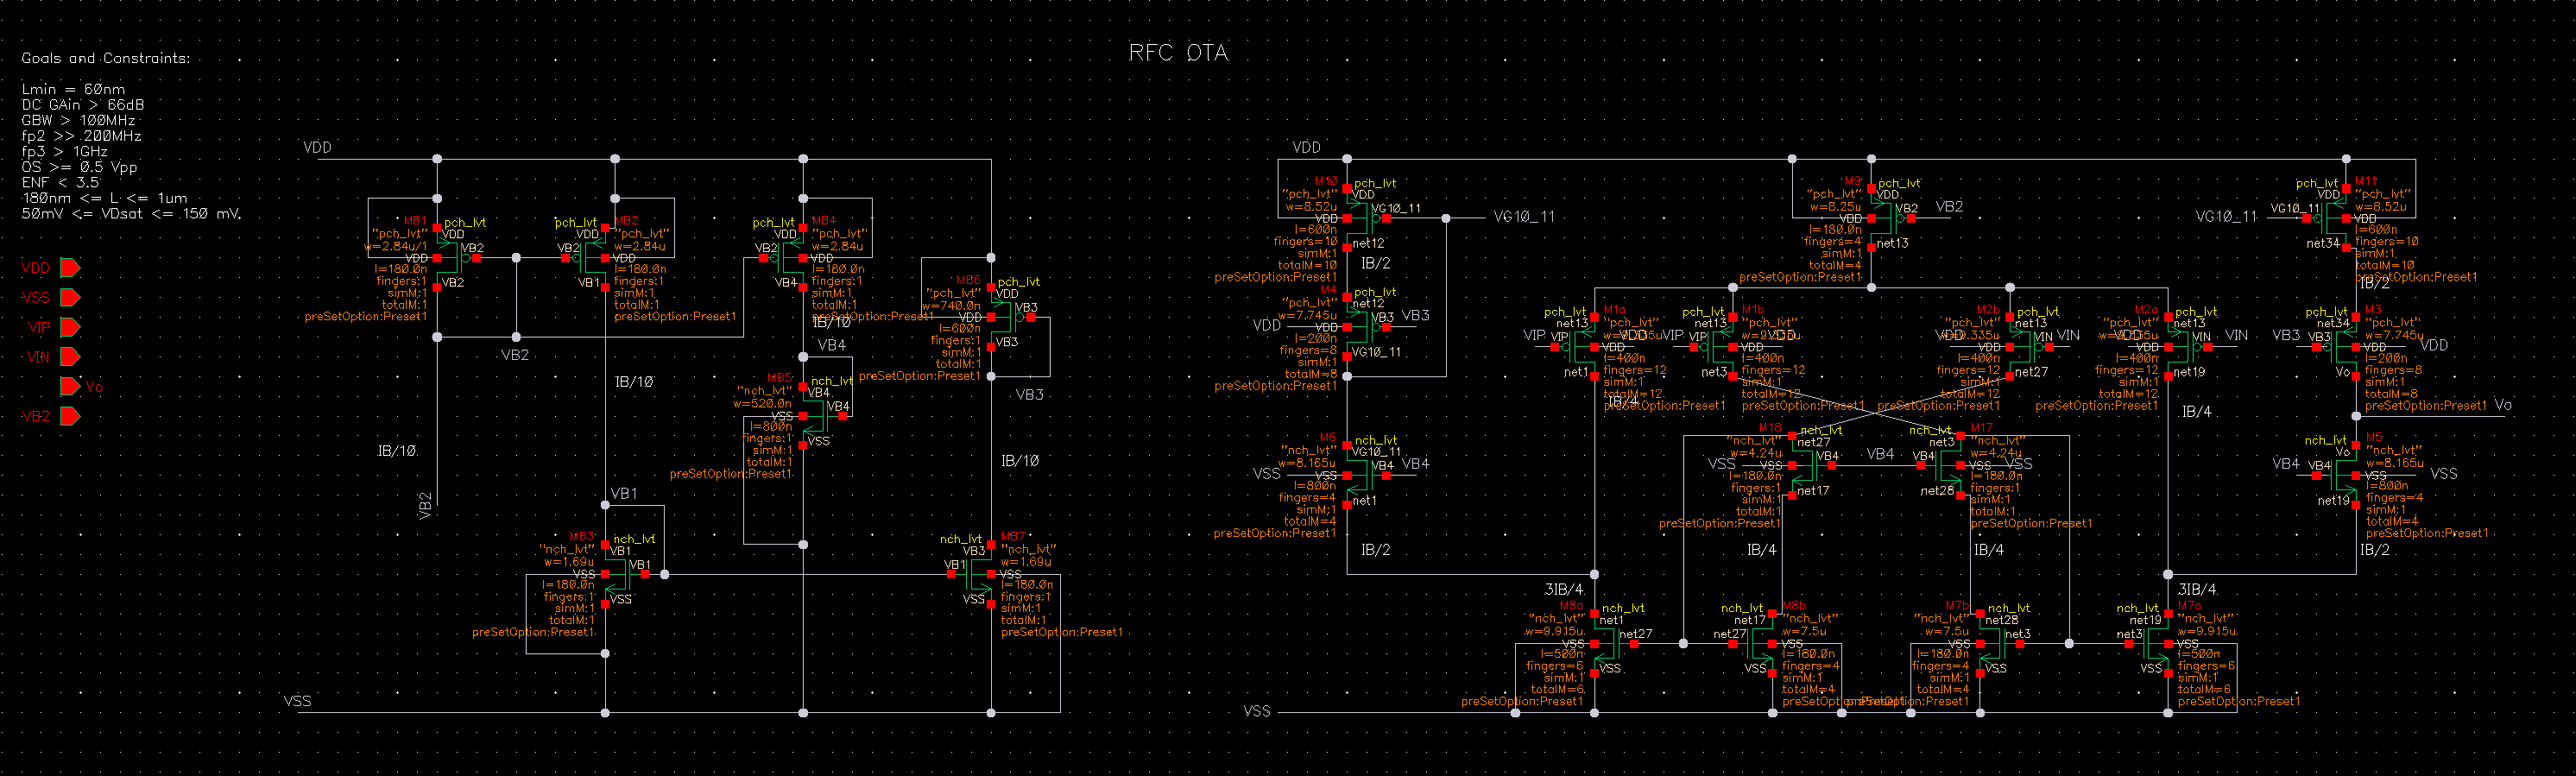 RFC OTA
Goals and Constraints:
Lmin = 60nm
DC GAin > 66dB
GBW > 100MHz
fp2 >> 200MHz
fp3 > 1GHz
OS >= 0.5 Vpp
ENF < 3.5
180nm <= L <= 1um
50mV <= VDsat <= 150 mV
VDD
VSS
VIP
VIN
Vo
VB2
VDD
MB1
pch_lvt
VDD
"pch_lvt"
w=2.84u/1
VB2
VDD
l=180.0n
fingers:1
VB2
simM:1
totalM:1
preSetOption:Preset1
MB2
pch_lvt
VDD
"pch_lvt"
w=2.84u
VB2
VDD
l=180.0n
VB1
fingers:1
simM:1
totalM:1
preSetOption:Preset1
MB4
pch_lvt
VDD
"pch_lvt"
w=2.84u
VB2
VDD
l=180.0n
VB4
fingers:1
simM:1
totalM:1
preSetOption:Preset1
IB/10
VB2
IB/10
VB4
MB6
pch_lvt
VDD
"pch_lvt"
w=740.0n
VDD
VB3
l=600n
fingers:1
VB3
simM:1
totalM:1
preSetOption:Preset1
VB3
MB5
nch_lvt
VB4
"nch_lvt"
w=520.0n
VSS
VB4
l=800n
fingers:1
VSS
simM:1
totalM:1
preSetOption:Preset1
IB/10
IB/10
VB2
VB1
MB3
nch_lvt
VB1
"nch_lvt"
w=1.69u
VSS
VB1
l=180.0n
fingers:1
VSS
simM:1
totalM:1
preSetOption:Preset1
MB7
nch_lvt
VB3
"nch_lvt"
w=1.69u
VB1
VSS
l=180.0n
fingers:1
VSS
simM:1
totalM:1
preSetOption:Preset1
VSS
VDD
M10
pch_lvt
VDD
"pch_lvt"
w=8.52u
VG10_11
VDD
l=600n
fingers=10
net12
simM:1
totalM=10
preSetOption:Preset1
VG10_11
IB/2
M9
pch_lvt
VDD
"pch_lvt"
w=8.25u
VB2
VDD
l=180.0n
fingers=4
net13
simM:1
totalM=4
preSetOption:Preset1
VB2
M11
pch_lvt
VDD
"pch_lvt"
w=8.52u
VG10_11
VDD
l=600n
fingers=10
net34
simM:1
totalM=10
preSetOption:Preset1
VG10_11
IB/2
M4
pch_lvt
net12
"pch_lvt"
w=7.745u
VDD
VDD
VB3
VB3
l=200n
fingers=8
VG10_11
simM:1
totalM=8
preSetOption:Preset1
M1a
pch_lvt
net13
VIP
VIP
VDD
l=400n
fingers=12
net1
simM:1
totalM=12
preSetOption:Preset1
IB/4
M1b
pch_lvt
net13
VIP
VIP
VDD
l=400n
fingers=12
net3
simM:1
totalM=12
preSetOption:Preset1
M2b
pch_lvt
net13
VDD
VIN
VIN
l=400n
fingers=12
net27
simM:1
totalM=12
preSetOption:Preset1
M2a
pch_lvt
net13
VDD
VIN
VIN
l=400n
fingers=12
net19
simM:1
totalM=12
preSetOption:Preset1
IB/4
M3
pch_lvt
net34
"pch_lvt"
w=7.745u
VB3
VB3
VDD
VDD
l=200n
fingers=8
Vo
simM:1
totalM=8
preSetOption:Preset1
Vo
M6
nch_lvt
VG10_11
"nch_lvt"
w=8.165u
VSS
VSS
VB4
VB4
l=800n
fingers=4
net1
simM:1
totalM=4
preSetOption:Preset1
IB/2
M18
nch_lvt
net27
"nch_lvt"
w=4.24u
VSS
VSS
VB4
l=180.0n
fingers:1
net17
simM:1
totalM:1
preSetOption:Preset1
VB4
M17
nch_lvt
net3
"nch_lvt"
w=4.24u
VB4
VSS
VSS
l=180.0n
fingers:1
net28
simM:1
totalM:1
preSetOption:Preset1
M5
nch_lvt
Vo
"nch_lvt"
w=8.165u
VB4
VB4
VSS
VSS
l=800n
fingers=4
net19
simM:1
totalM=4
preSetOption:Preset1
IB/4
IB/4
IB/2
3IB/4
3IB/4
M8a
nch_lvt
net1
"nch_lvt"
w=9.915u
VSS
net27
l=500n
fingers=6
VSS
simM:1
totalM=6
preSetOption:Preset1
M8b
nch_lvt
net17
"nch_lvt"
w=7.5u
net27
VSS
l=180.0n
fingers=4
VSS
simM:1
totalM=4
M7b
nch_lvt
net28
"nch_lvt"
w=7.5u
VSS
net3
l=180.0n
fingers=4
VSS
simM:1
totalM=4
preSetOption:Preset1
M7a
nch_lvt
net19
"nch_lvt"
w=9.915u
net3
VSS
l=500n
fingers=6
VSS
simM:1
totalM=6
preSetOption:Preset1
VSS